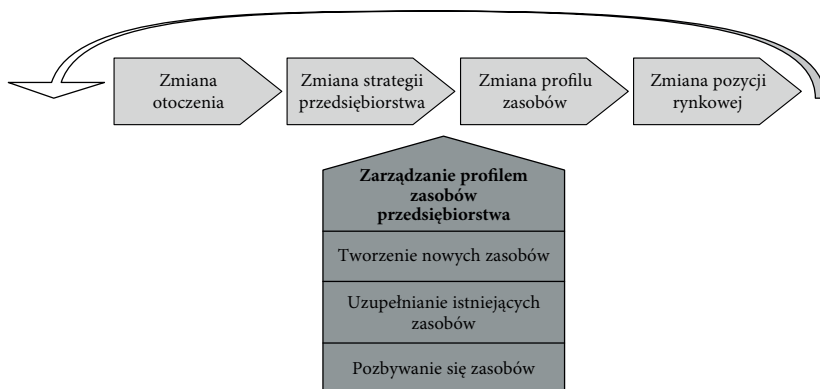 Zmiana
otoczenia
Zmiana strategii
przedsiębiorstwa
Zmiana profilu
zasobów
Zmiana pozycji
rynkowej
Zarządzanie profilem
zasobów
przedsiębiorstwa
Tworzenie nowych zasobów
Uzupełnianie istniejących
zasobów
Pozbywanie się zasobów